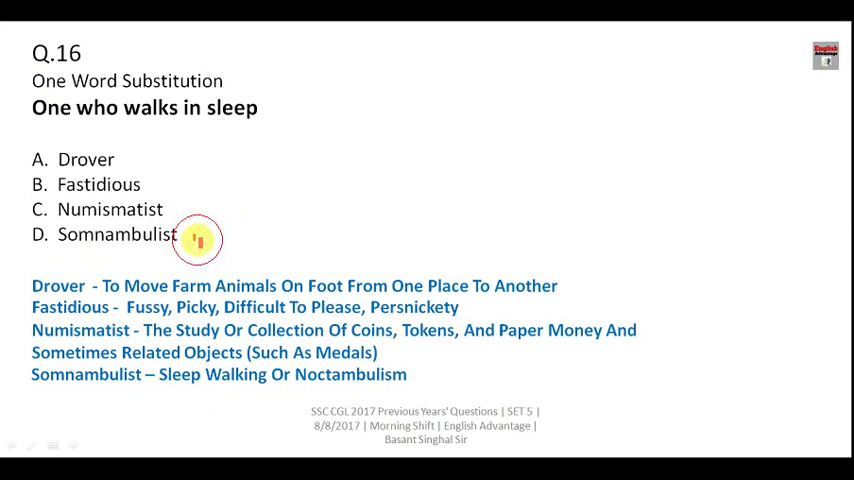 Q.16
English
Advantage
One Word Substitution
One who walks in sleep
A. Drover
B. Fastidious
C. Numismatist
D. Somnambulist
Drover - To Move Farm Animals On Foot From One Place To Another
Fastidious - Fussy, Picky, Difficult To Please, Persnickety
Numismatist - The Study Or Collection Of Coins, Tokens, And Paper Money And
Sometimes Related Objects (Such As Medals)
Somnambulist – Sleep Walking Or Noctambulism
SSC CGL 2017 Previous Years' Questions | SET 5 |
8/8/2017 | Morning Shift | English Advantage |
Basant Singhal Sir